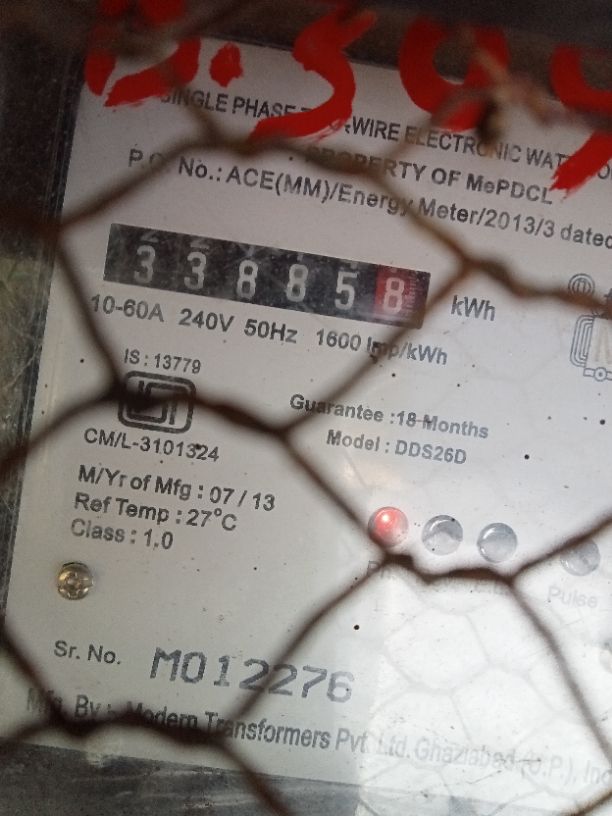 SINGLE PHASE WIRE ELECTRONIC
PROPERTY OF MePDCL
P.O. No.: ACE(MM)/Energy Meter/2013/3 dated
338858 kWh
10-60A 240V 50Hz 1600 Imp/kWh
IS : 13779
CM/L-3101324
Guarantee :18 Months
Model : DDS26D
M/Yr of Mfg : 07 / 13
Ref Temp : 27°C
Class : 1.0
Pulse
Sr. No. M012276
Mfg. By :- Modern Transformers Pvt. Ltd. Ghaziabad (U.P.),